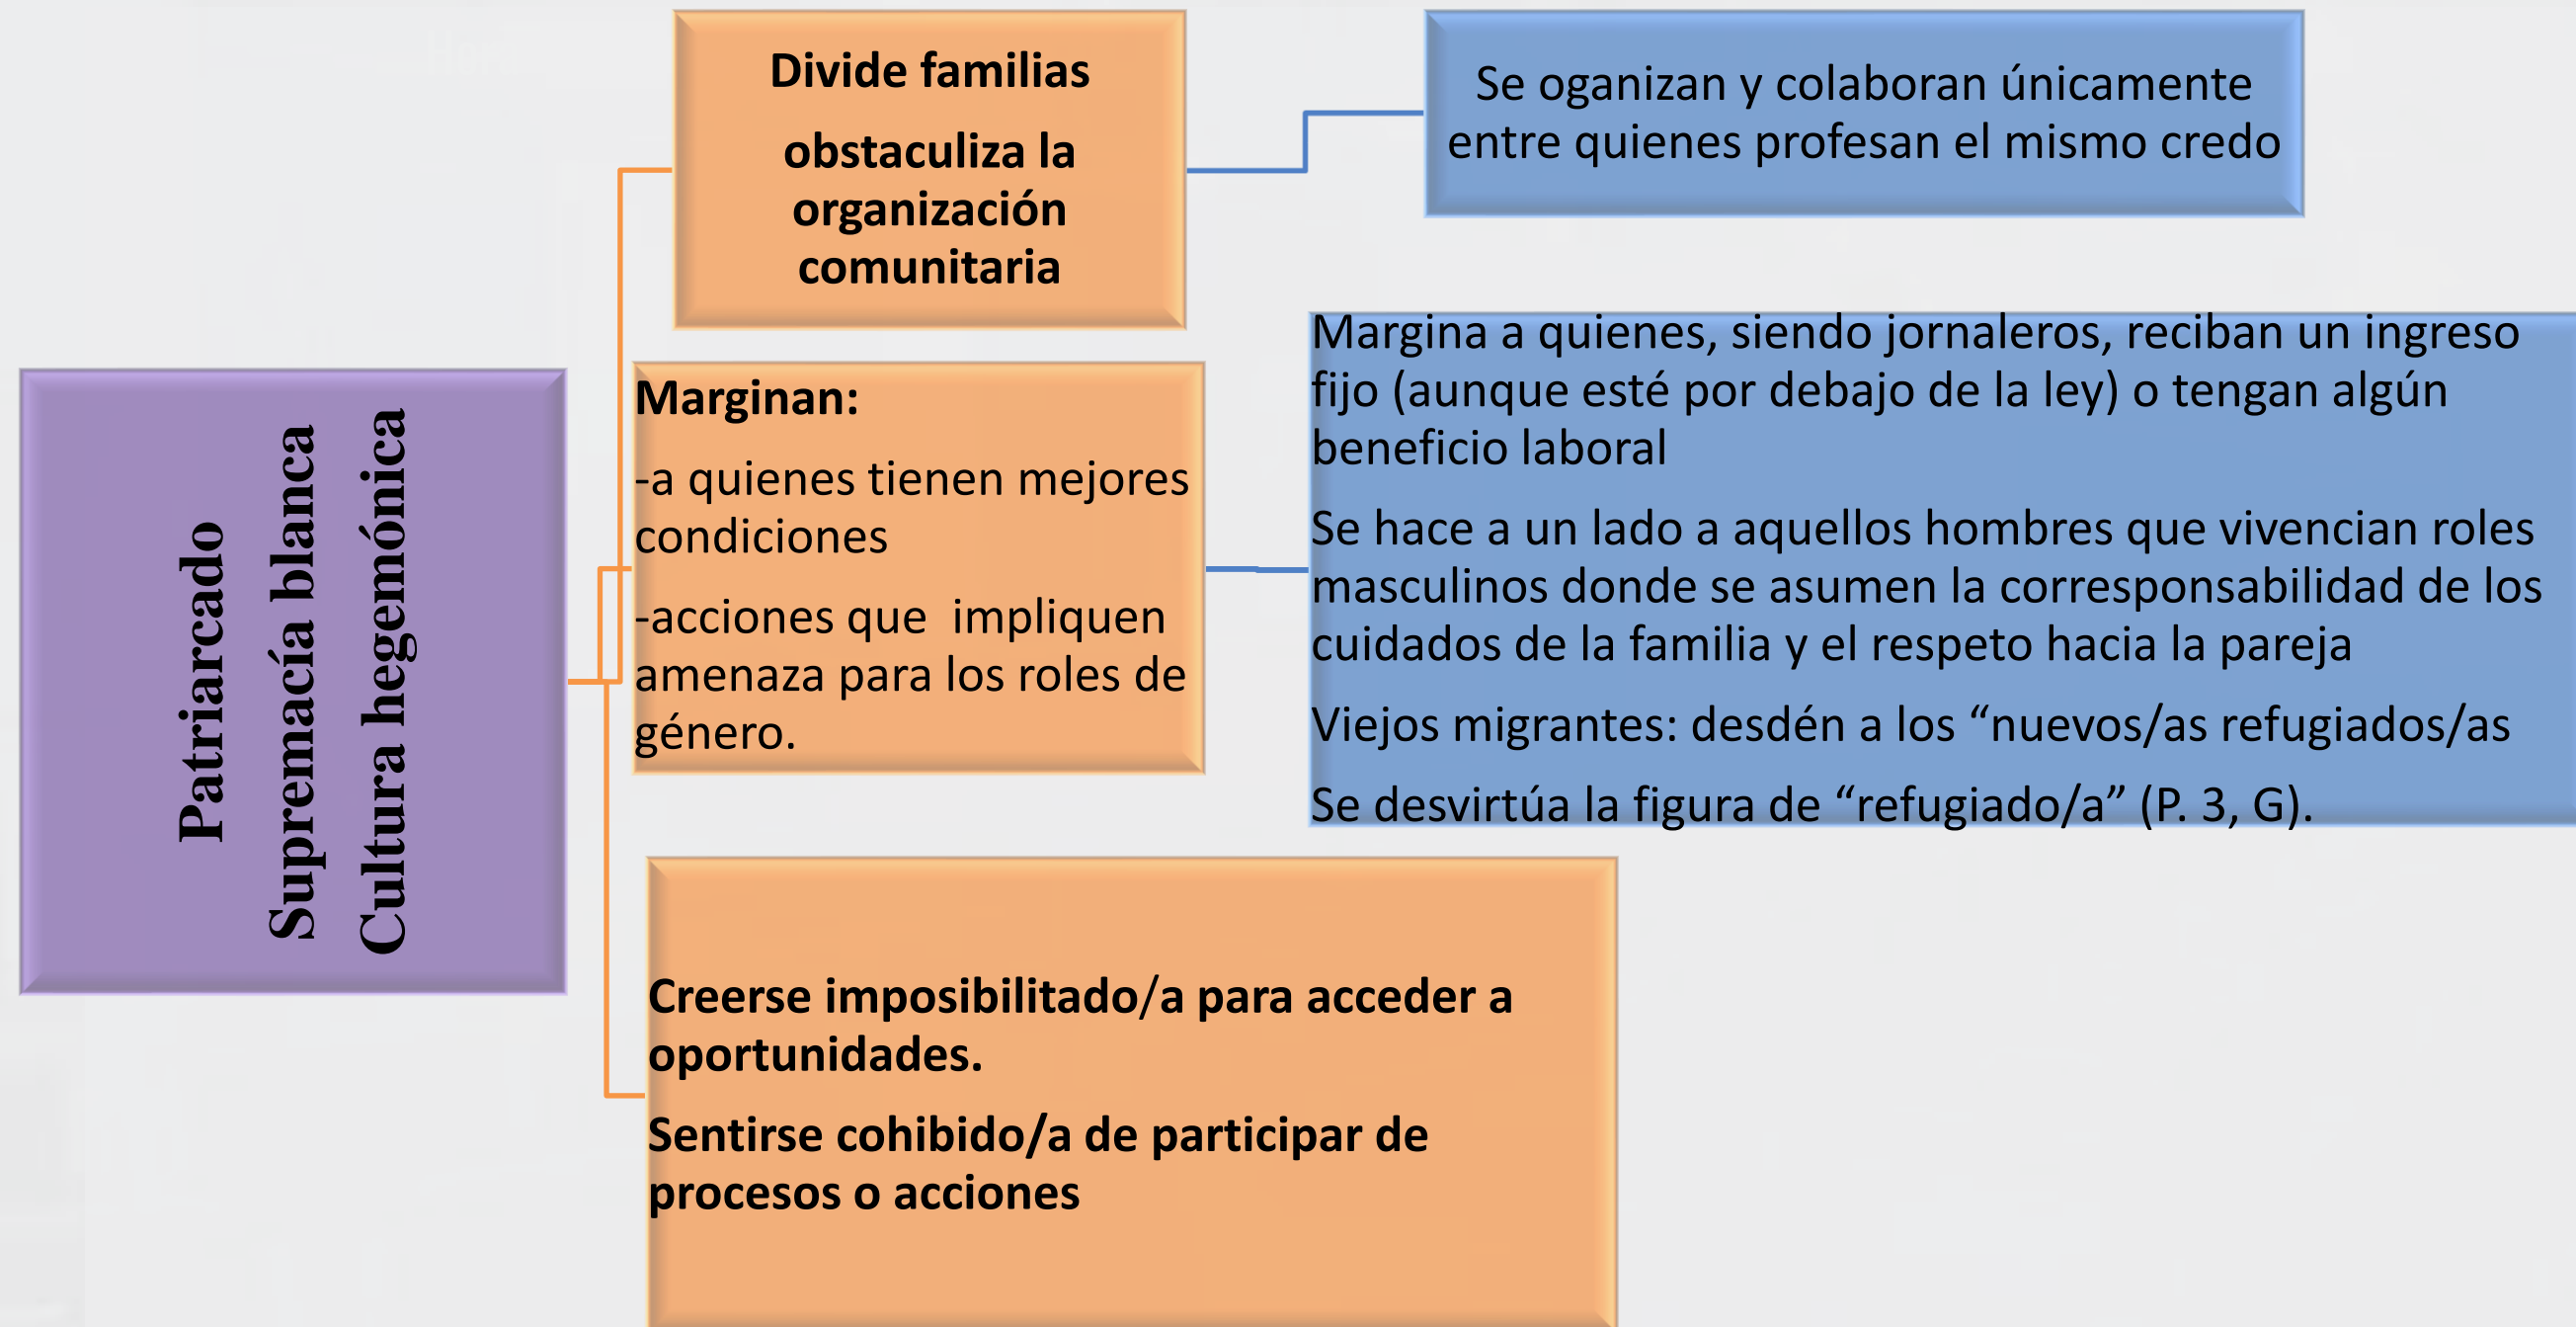 Patriarcado
Supremacía blanca
Cultura hegemónica
Divide familias
obstaculiza la
organización
comunitaria
Se oganizan y colaboran únicamente
entre quienes profesan el mismo credo
Marginan:
-a quienes tienen mejores
condiciones
-acciones que  impliquen
amenaza para los roles de
género.
Margina a quienes, siendo jornaleros, reciban un ingreso
fijo (aunque esté por debajo de la ley) o tengan algún
beneficio laboral
Se hace a un lado a aquellos hombres que vivencian roles
masculinos donde se asumen la corresponsabilidad de los
cuidados de la familia y el respeto hacia la pareja
Viejos migrantes: desdén a los “nuevos/as refugiados/as
Se desvirtúa la figura de “refugiado/a” (P. 3, G).
Creerse imposibilitado/a para acceder a
oportunidades.
Sentirse cohibido/a de participar de
procesos o acciones